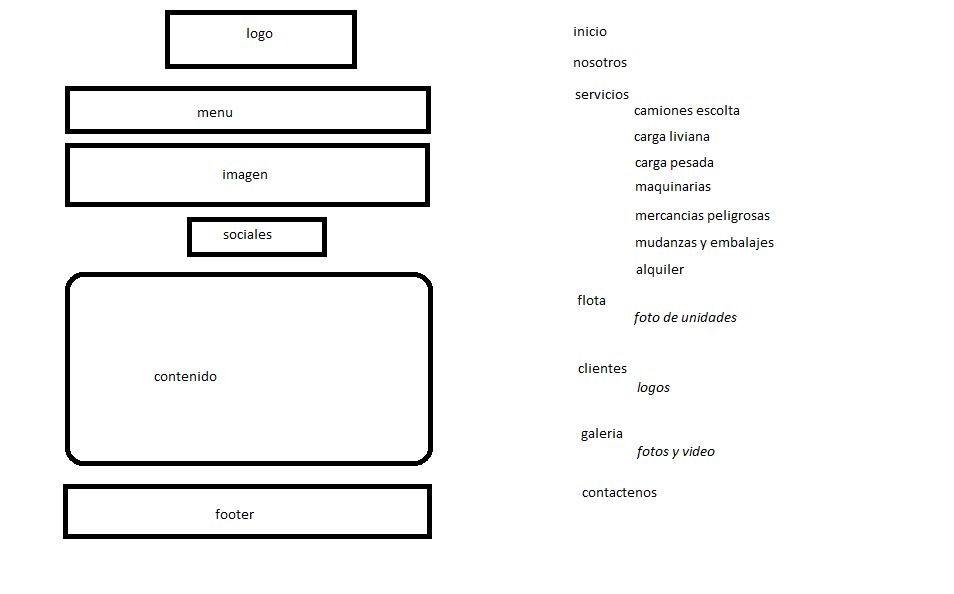 logo
menu
imagen
sociales
contenido
footer
inicio
nosotros
servicios
camiones escolta
carga liviana
carga pesada
maquinarias
mercancias peligrosas
mudanzas y embalajes
alquiler
flota
foto de unidades
clientes
logos
galeria
fotos y video
contactenos